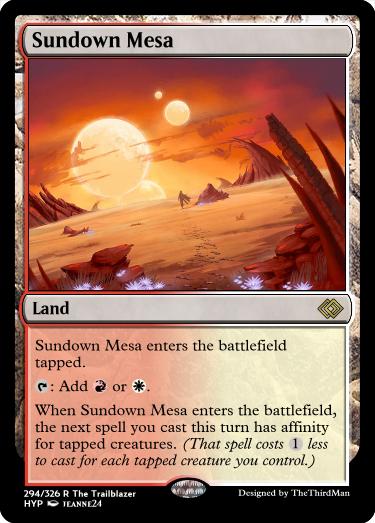 Sundown Mesa
Land
Sundown Mesa enters the battlefield
tapped.
: Add or .
When Sundown Mesa enters the battlefield,
the next spell you cast this turn has affinity
for tapped creatures. (That spell costs 1 less
to cast for each tapped creature you control.)
294/326 R The Trailblazer
Designed by TheThirdMan
HYP JEANNE24